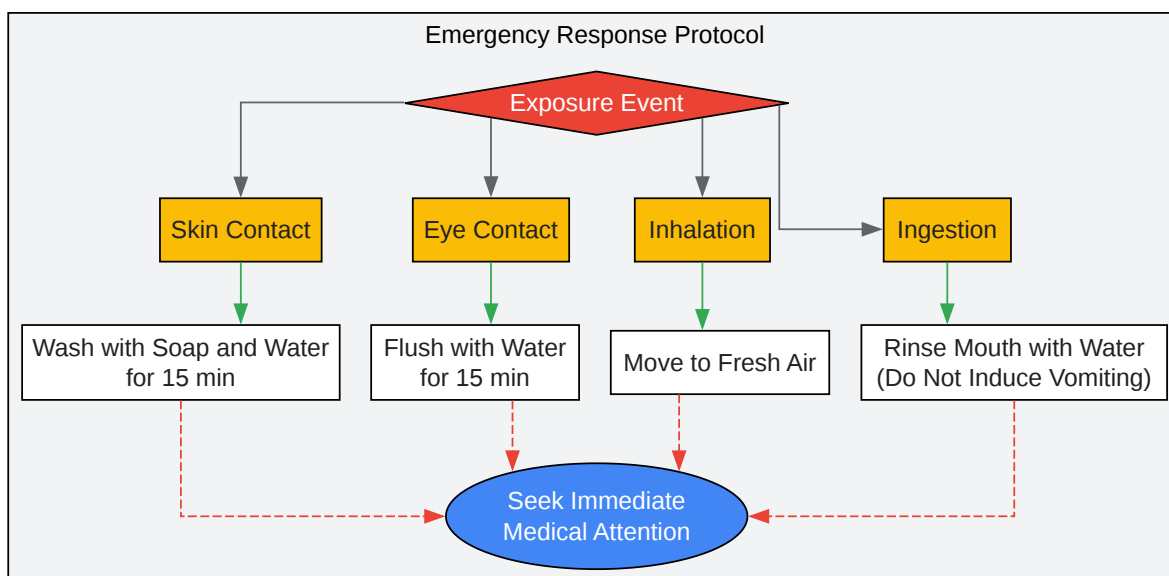 Emergency Response Protocol
Exposure Event
Skin Contact
Eye Contact
Inhalation
Ingestion
Wash with Soap and Water
for 15 min
Flush with Water
for 15 min
Move to Fresh Air
Rinse Mouth with Water
(Do Not Induce Vomiting)
Seek Immediate
Medical Attention